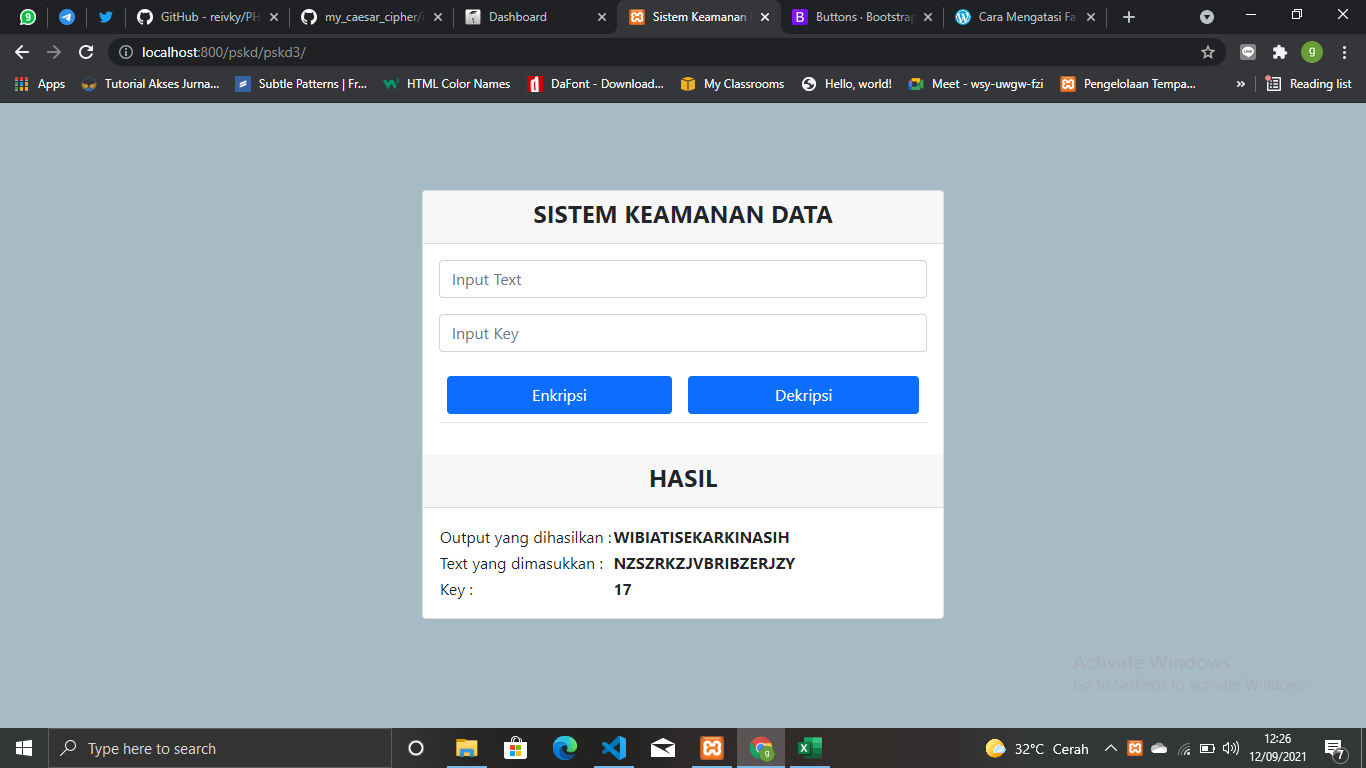 9
GitHub - reivky/PH
my_caesar_cipher/i
Dashboard
Sistem Keamanan
B Buttons · Bootstrap
Cara Mengatasi Fa
localhost:800/pskd/pskd3/
g
Apps
Tutorial Akses Jurna...
Subtle Patterns | Fr...
HTML Color Names
DaFont - Download...
My Classrooms
Hello, world!
Meet - wsy-uwgw-fzi
Pengelolaan Tempa...
»
Reading list
SISTEM KEAMANAN DATA
Input Text
Input Key
Enkripsi Dekripsi
HASIL
Output yang dihasilkan : WIBIATISEKARKINASIH
Text yang dimasukkan : NZSZRKZJVBRIBZERJZY
Key : 17
Activate Windows
Go to Settings to activate Windows.
Type here to search
32°C Cerah
12:26
12/09/2021
7